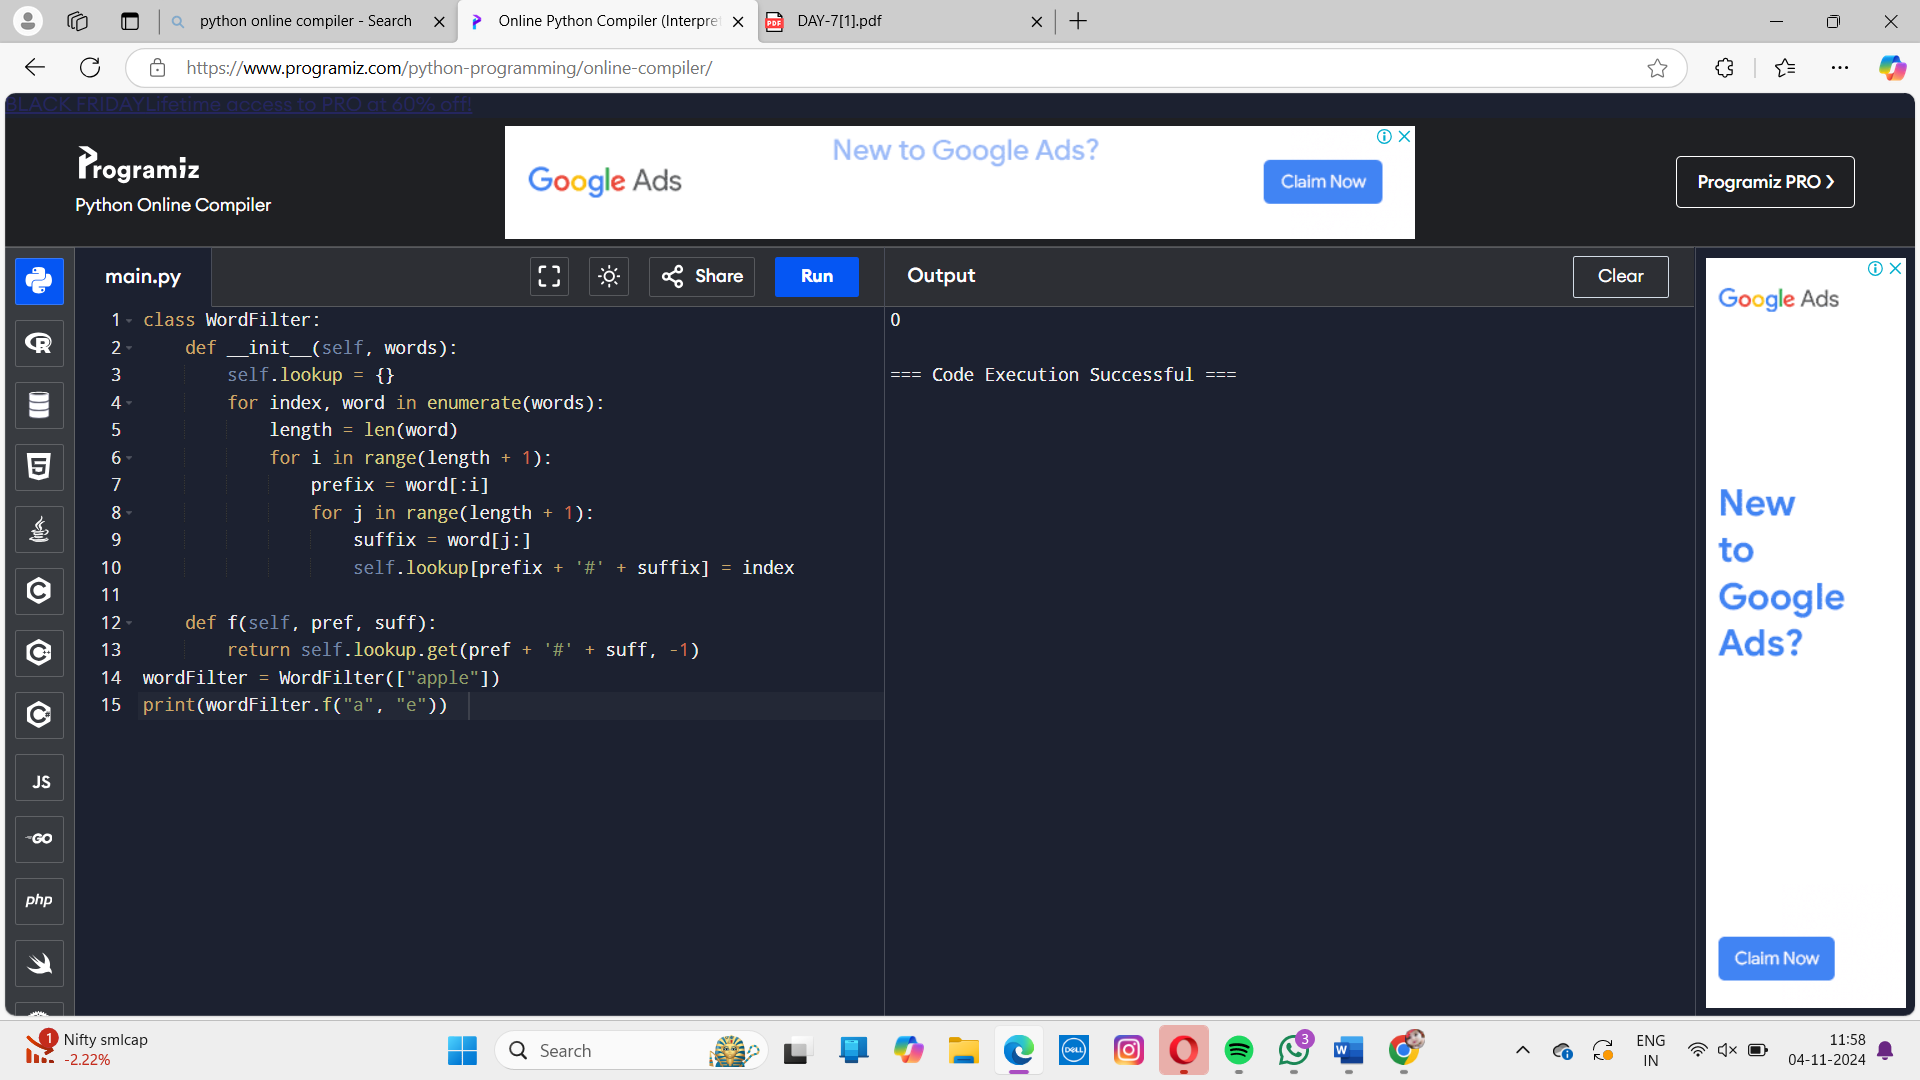 python online compiler - Search
Online Python Compiler (Interpre
DAY-7[1].pdf
https://www.programiz.com/python-programming/online-compiler/
BLACK FRIDAYLifetime access to PRO at 60% off!
Programiz
Python Online Compiler
New to Google Ads?
Google Ads
Claim Now
Programiz PRO ❯
main.py
Share
Run
Output
Clear
1 class WordFilter:
2     def __init__(self, words):
3         self.lookup = {}
4         for index, word in enumerate(words):
5             length = len(word)
6             for i in range(length + 1):
7                 prefix = word[:i]
8                 for j in range(length + 1):
9                     suffix = word[j:]
10                     self.lookup[prefix + '#' + suffix] = index
11
12     def f(self, pref, suff):
13         return self.lookup.get(pref + '#' + suff, -1)
14 wordFilter = WordFilter(["apple"])
15 print(wordFilter.f("a", "e"))
0
=== Code Execution Successful ===
Google Ads
New
to
Google
Ads?
Claim Now
JS
GO
php
1
Nifty smlcap
-2.22%
Search
DELL
3
ENG
IN
11:58
04-11-2024